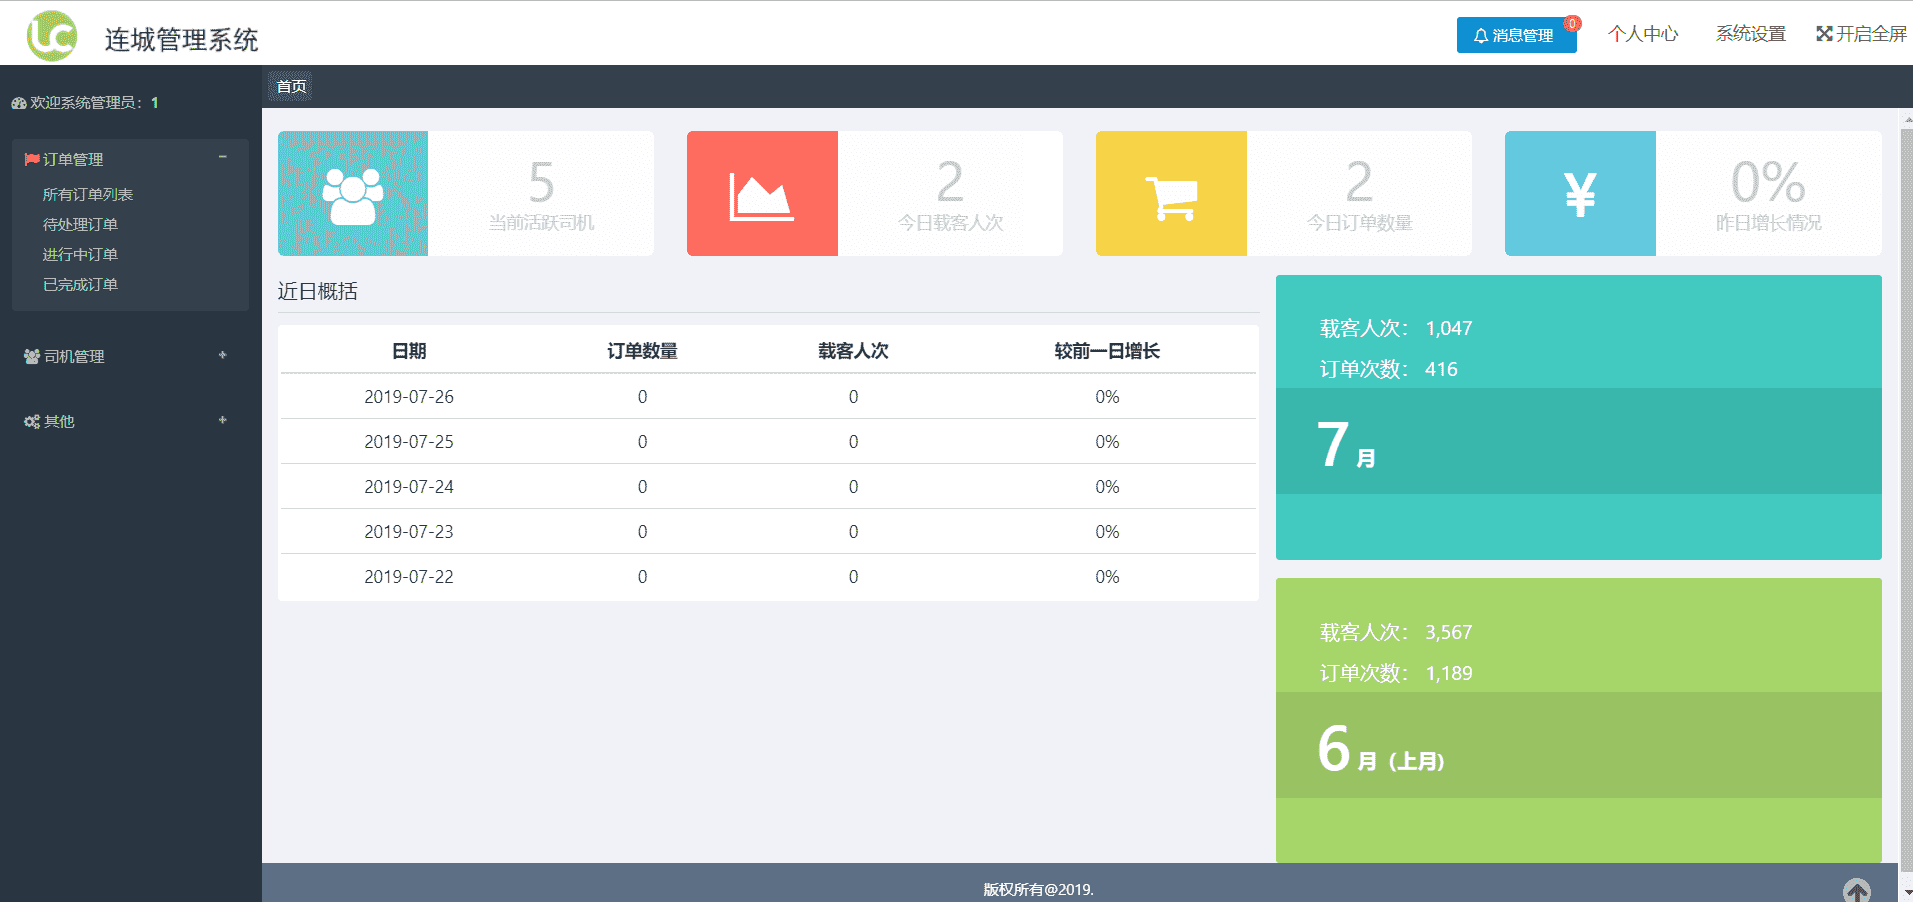 连城管理系统
消息管理 0
个人中心
系统设置
开启全屏
欢迎系统管理员：1
订单管理
所有订单列表
待处理订单
进行中订单
已完成订单
司机管理
其他
首页
5
当前活跃司机
2
今日载客人次
2
今日订单数量
¥
0%
昨日增长情况
近日概括
日期 订单数量 载客人次 较前一日增长
2019-07-26 0 0 0%
2019-07-25 0 0 0%
2019-07-24 0 0 0%
2019-07-23 0 0 0%
2019-07-22 0 0 0%
载客人次： 1,047
订单次数： 416
7 月
载客人次： 3,567
订单次数： 1,189
6 月（上月）
版权所有@2019.